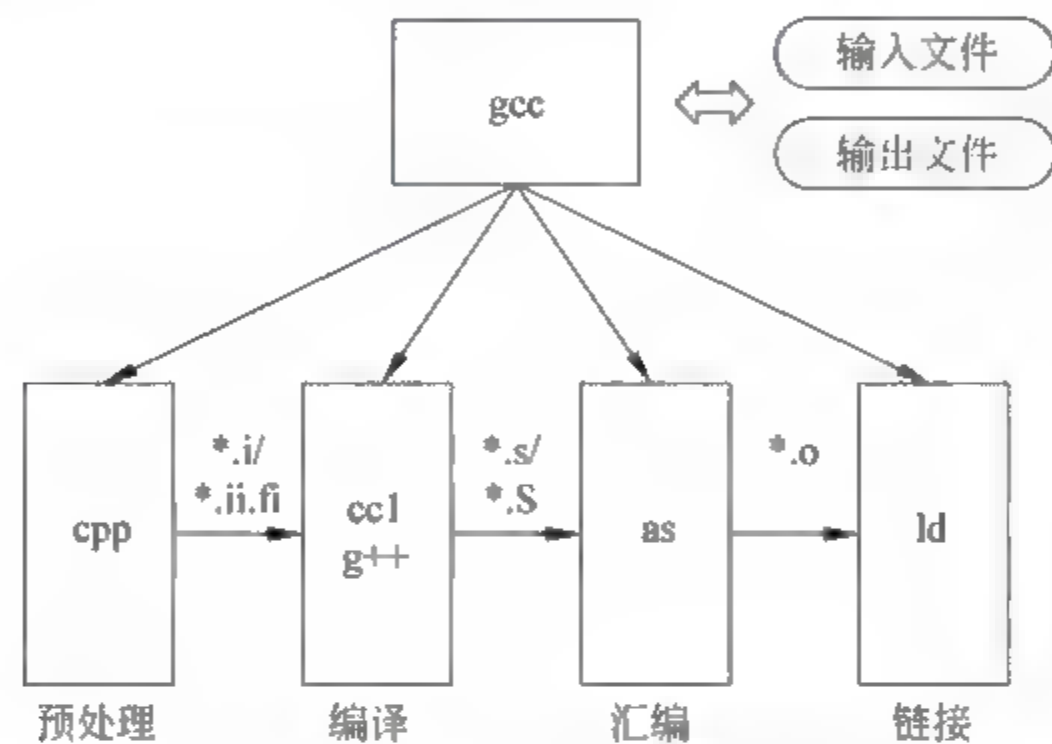 gcc
输入文件
输出文件
*.i/
*.ii.fi
*.s/
*.S
*.o
cpp
cc1
g++
as
ld
预处理
编译
汇编
链接